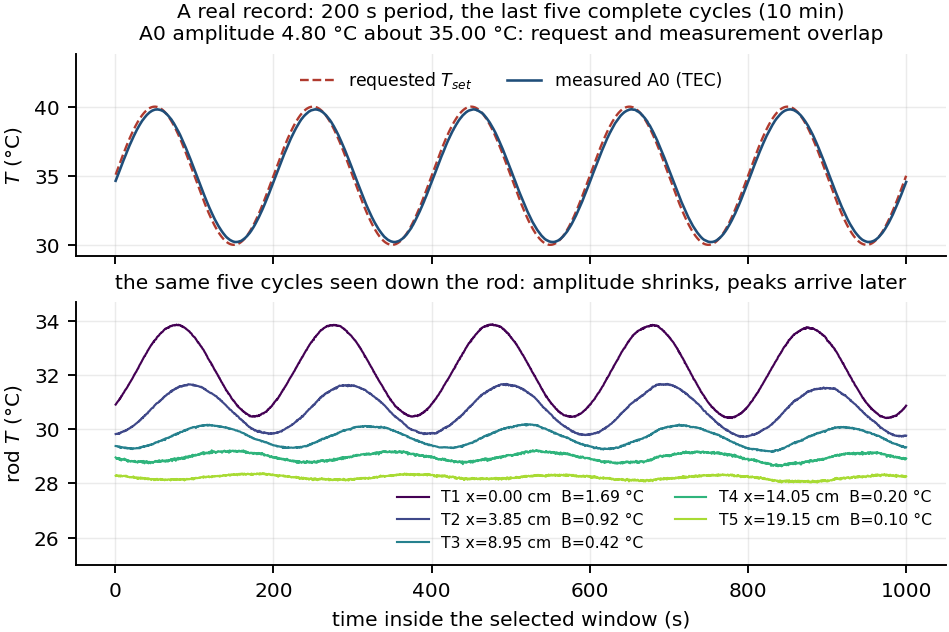 A real record: 200 s period, the last five complete cycles (10 min)
A0 amplitude 4.80 °C about 35.00 °C: request and measurement overlap
requested T_set measured A0 (TEC)
T (°C)
40
35
30
the same five cycles seen down the rod: amplitude shrinks, peaks arrive later
rod T (°C)
34
32
30
28
26
T1 x=0.00 cm B=1.69 °C
T2 x=3.85 cm B=0.92 °C
T3 x=8.95 cm B=0.42 °C
T4 x=14.05 cm B=0.20 °C
T5 x=19.15 cm B=0.10 °C
0 200 400 600 800 1000
time inside the selected window (s)